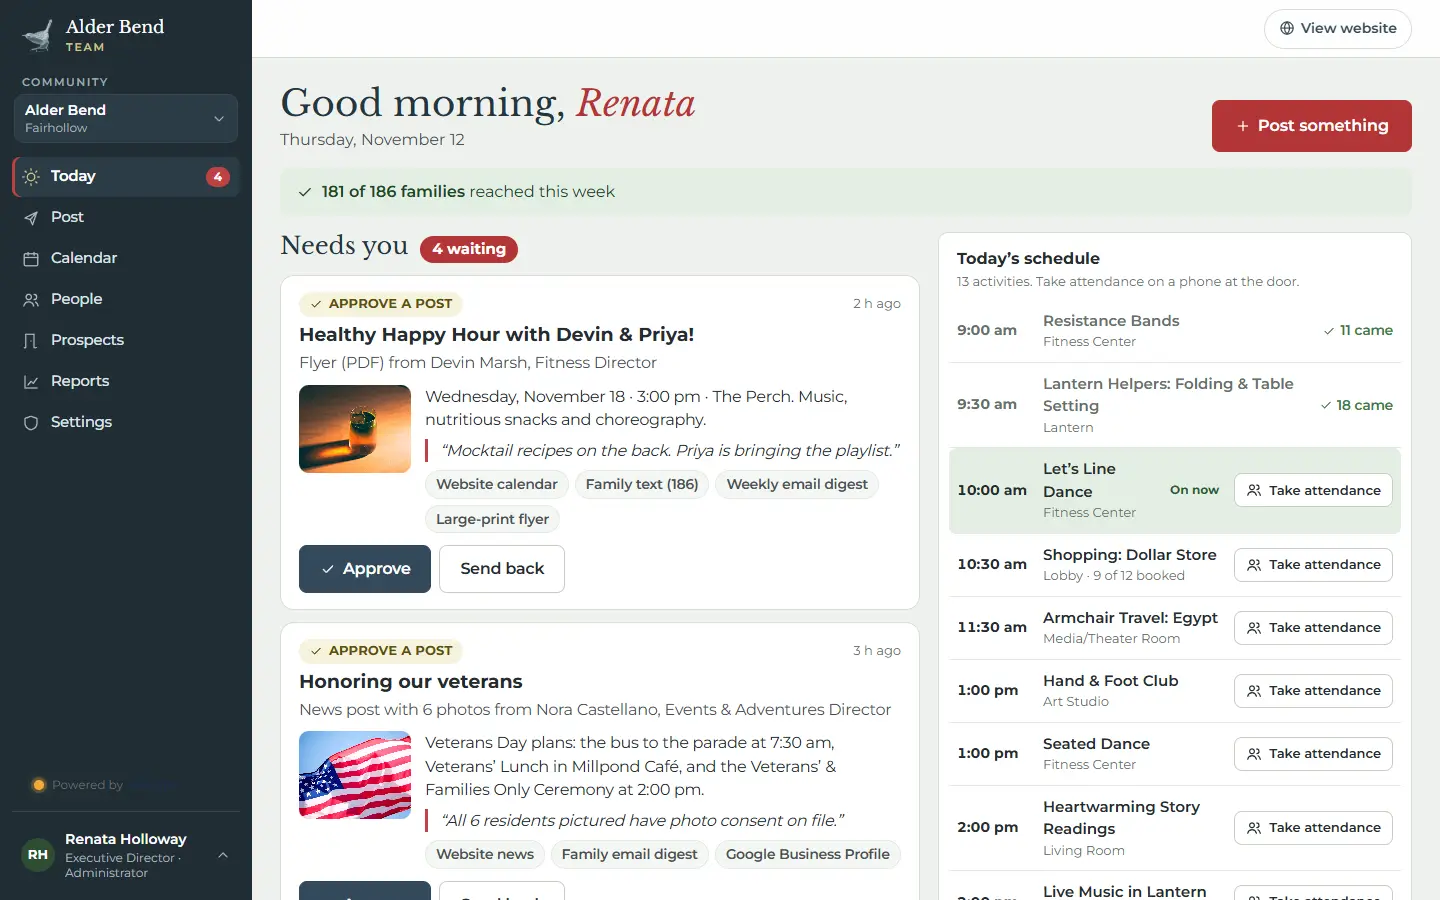 Alder Bend
TEAM
COMMUNITY
Alder Bend
Fairhollow
Today
4
Post
Calendar
People
Prospects
Reports
Settings
Powered by
RH
Renata Holloway
Executive Director ·
Administrator
View website
Good morning, Renata
Thursday, November 12
+ Post something
181 of 186 families reached this week
Needs you
4 waiting
APPROVE A POST
2 h ago
Healthy Happy Hour with Devin & Priya!
Flyer (PDF) from Devin Marsh, Fitness Director
Wednesday, November 18 · 3:00 pm · The Perch. Music,
nutritious snacks and choreography.
“Mocktail recipes on the back. Priya is bringing the playlist.”
Website calendar
Family text (186)
Weekly email digest
Large-print flyer
Approve
Send back
APPROVE A POST
3 h ago
Honoring our veterans
News post with 6 photos from Nora Castellano, Events & Adventures Director
Veterans Day plans: the bus to the parade at 7:30 am,
Veterans’ Lunch in Millpond Café, and the Veterans’ &
Families Only Ceremony at 2:00 pm.
“All 6 residents pictured have photo consent on file.”
Website news
Family email digest
Google Business Profile
Today’s schedule
13 activities. Take attendance on a phone at the door.
9:00 am
Resistance Bands
Fitness Center
11 came
9:30 am
Lantern Helpers: Folding & Table
Setting
Lantern
18 came
10:00 am
Let’s Line
Dance
Fitness Center
On now
Take attendance
10:30 am
Shopping: Dollar Store
Lobby · 9 of 12 booked
Take attendance
11:30 am
Armchair Travel: Egypt
Media/Theater Room
Take attendance
1:00 pm
Hand & Foot Club
Art Studio
Take attendance
1:00 pm
Seated Dance
Fitness Center
Take attendance
2:00 pm
Heartwarming Story
Readings
Living Room
Take attendance
Live Music in Lantern